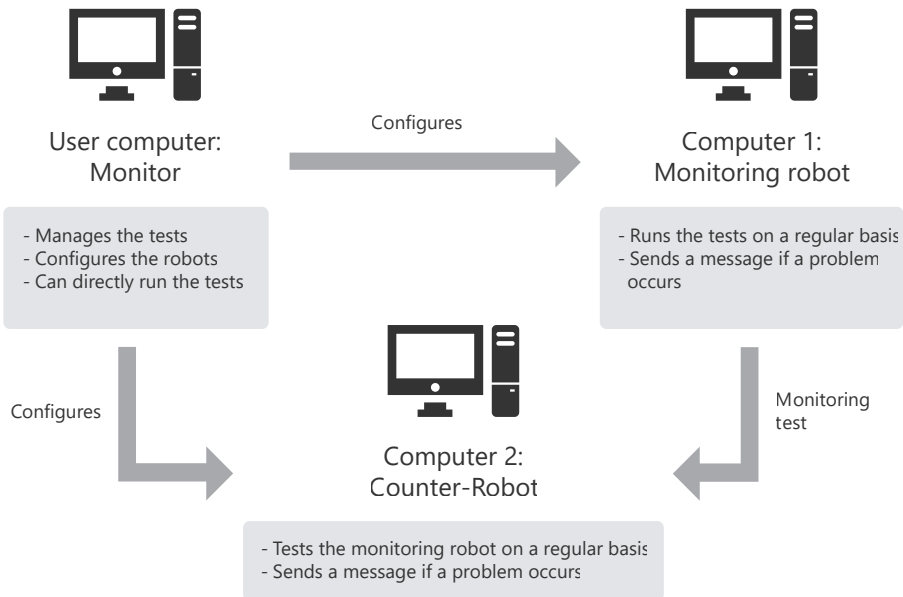 User computer:
Monitor
Configures
Computer 1:
Monitoring robot
- Manages the tests
- Configures the robots
- Can directly run the tests
- Runs the tests on a regular basis
- Sends a message if a problem
occurs
Configures
Monitoring
test
Computer 2:
Counter-Robot
- Tests the monitoring robot on a regular basis
- Sends a message if a problem occurs